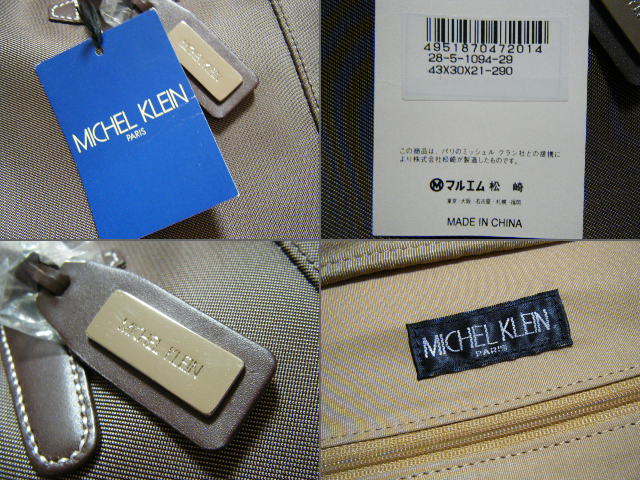 MICHEL KLEIN
PARIS
4951870472014
28-5-1094-29
43X30X21-290
この商品は、パリのミッシェル クラン社との提携に
より株式会社松崎が製造したものです。
マルエム松崎
東京・大阪・名古屋・札幌・福岡
MADE IN CHINA
MICHEL KLEIN
MICHEL KLEIN
PARIS